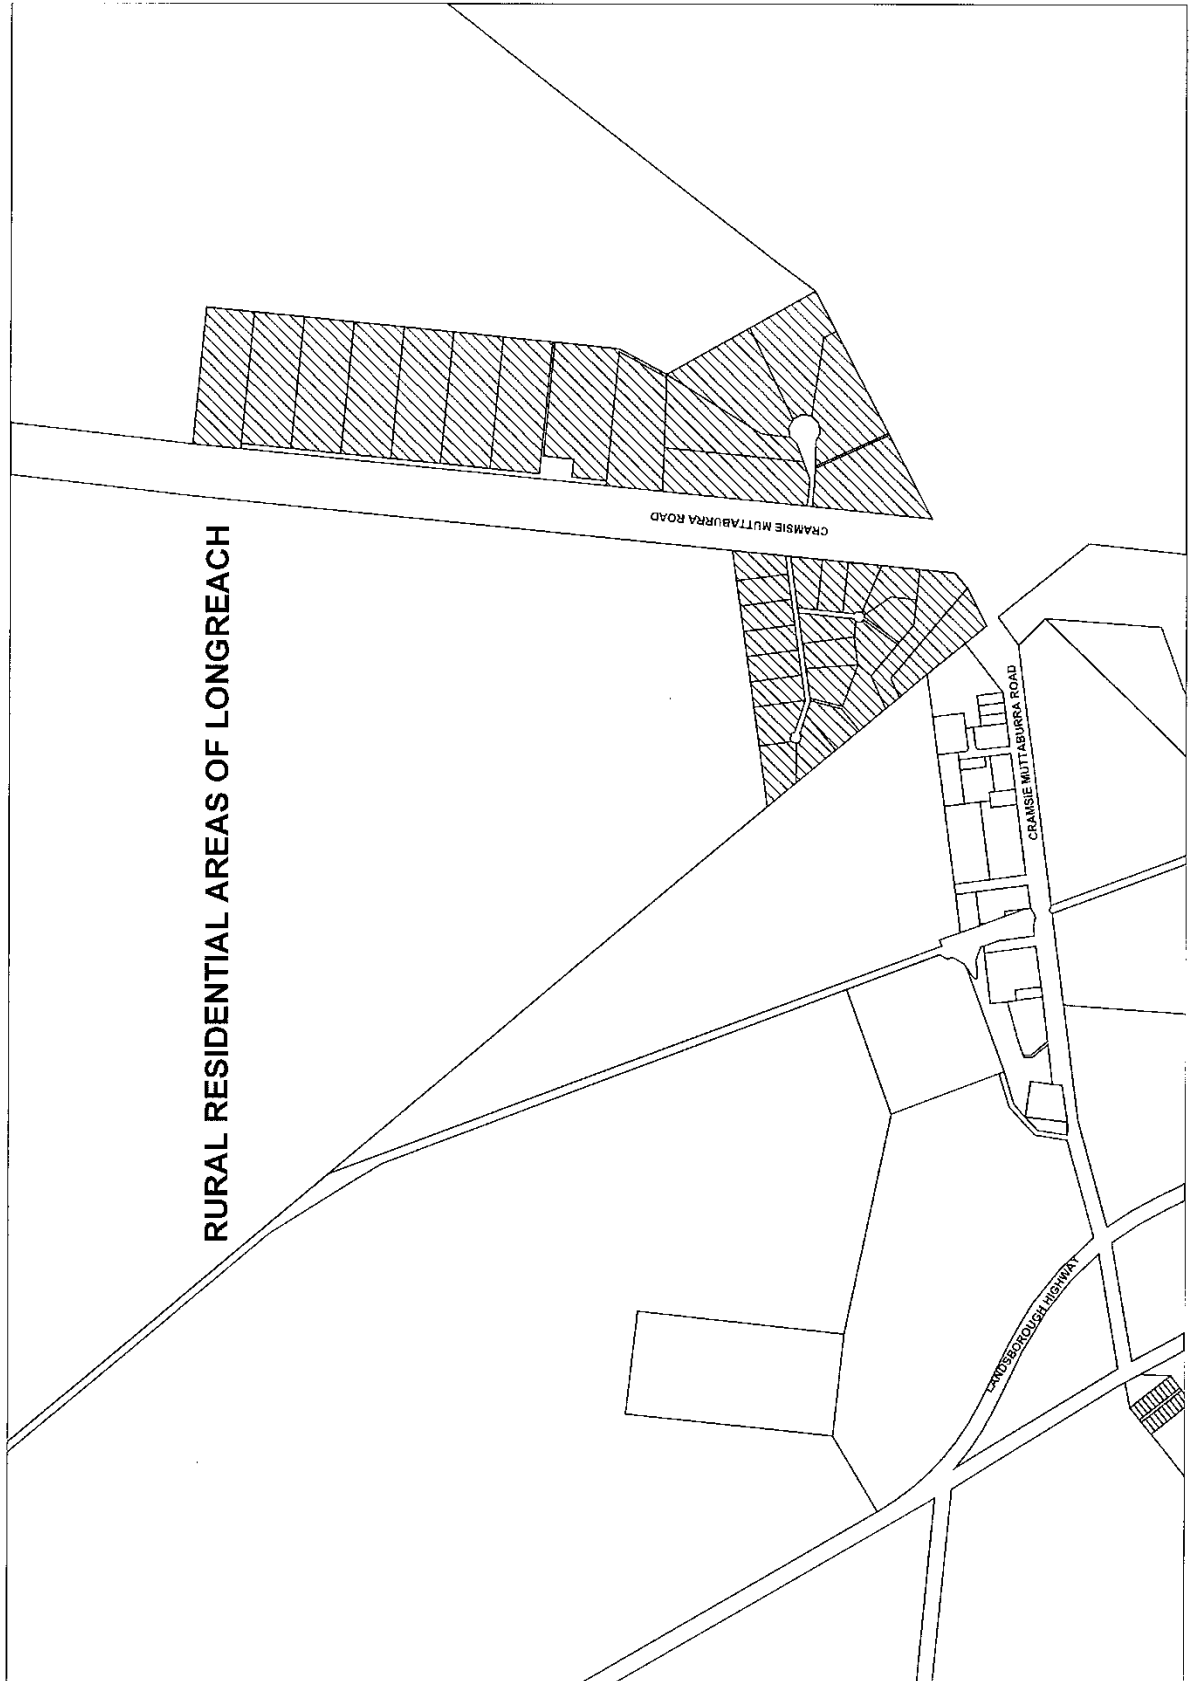 RURAL RESIDENTIAL AREAS OF LONGREACH
CRAMSIE MUTTABURRA ROAD
CRAMSIE MUTTABURRA ROAD
LANDSBOROUGH HIGHWAY